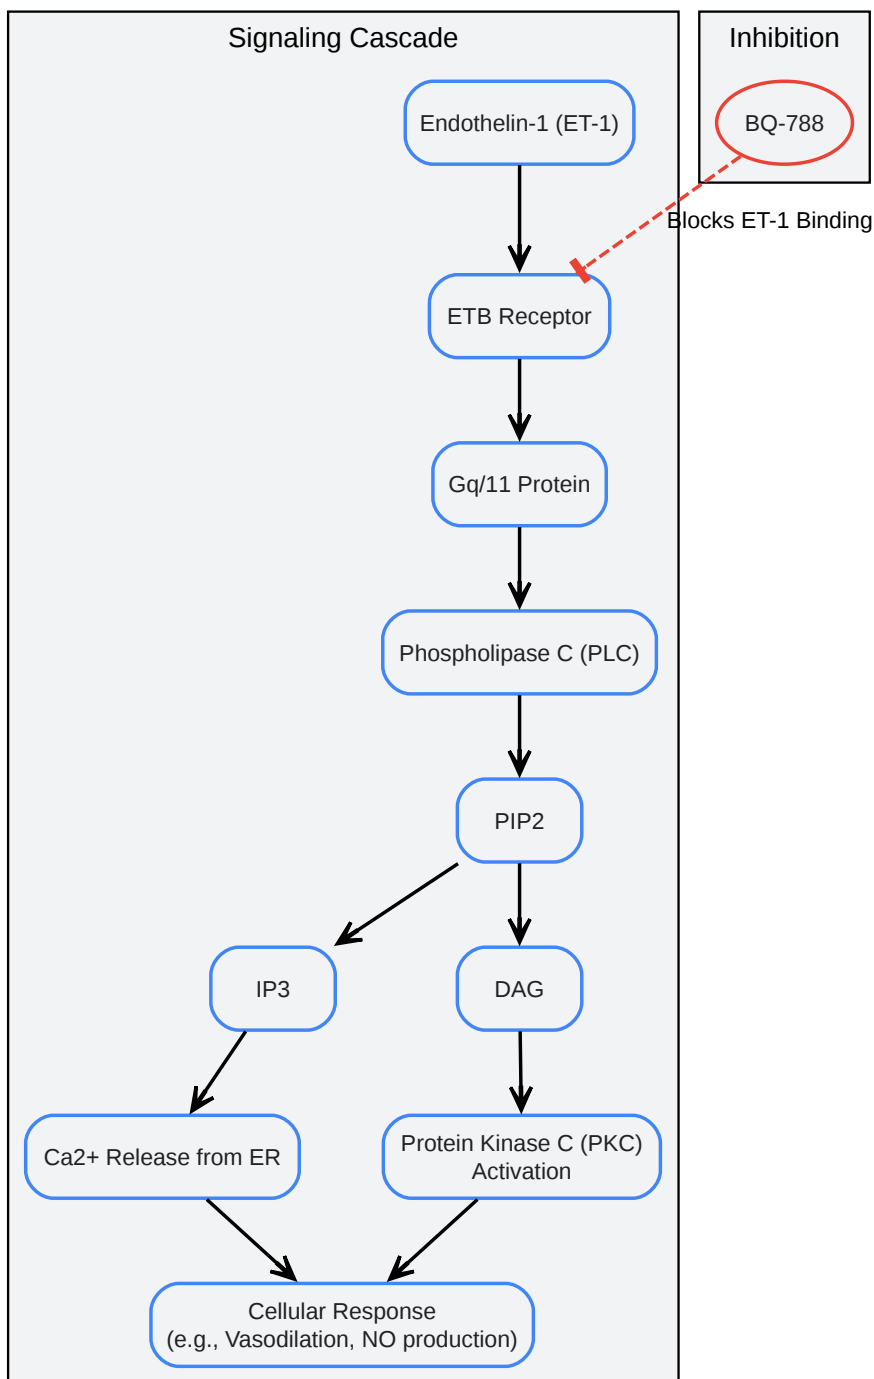 Signaling Cascade
Inhibition
Endothelin-1 (ET-1)
BQ-788
Blocks ET-1 Binding
ETB Receptor
Gq/11 Protein
Phospholipase C (PLC)
PIP2
IP3
DAG
Ca2+ Release from ER
Protein Kinase C (PKC)
Activation
Cellular Response
(e.g., Vasodilation, NO production)